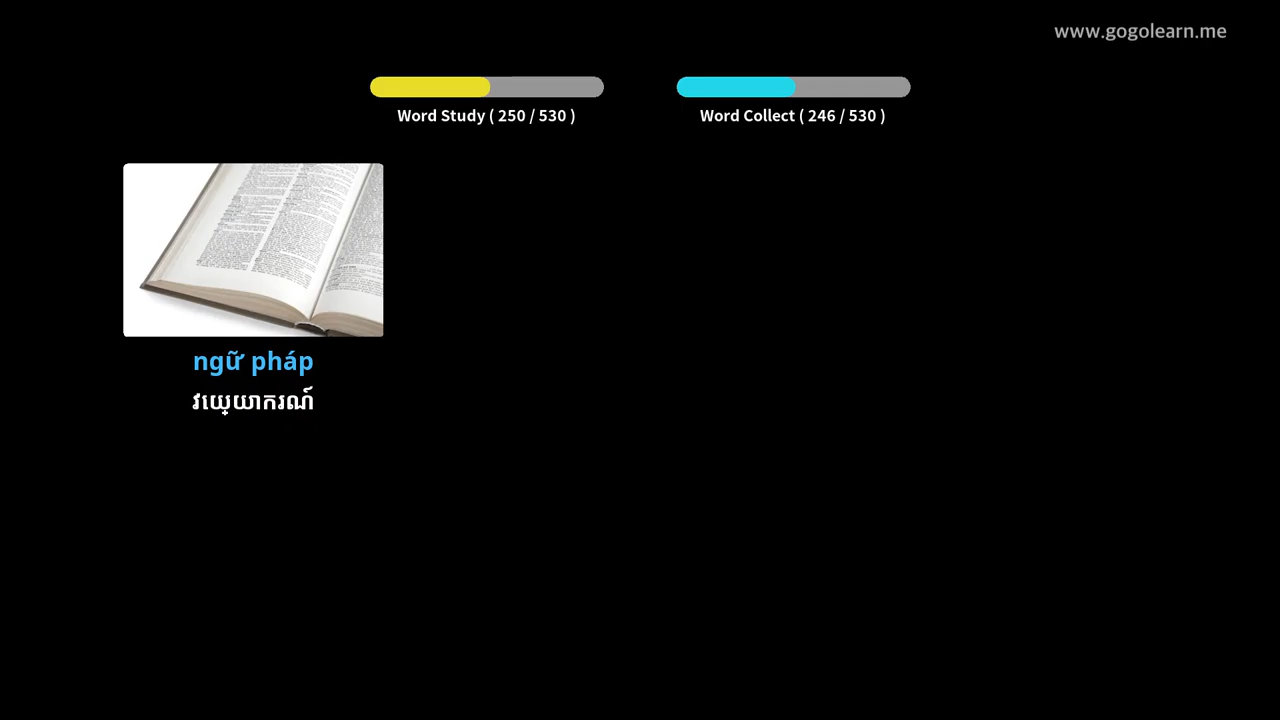 www.gogolearn.me
Word Study ( 250 / 530 )
Word Collect ( 246 / 530 )
ngữ pháp
វយេ្យាករណ៍